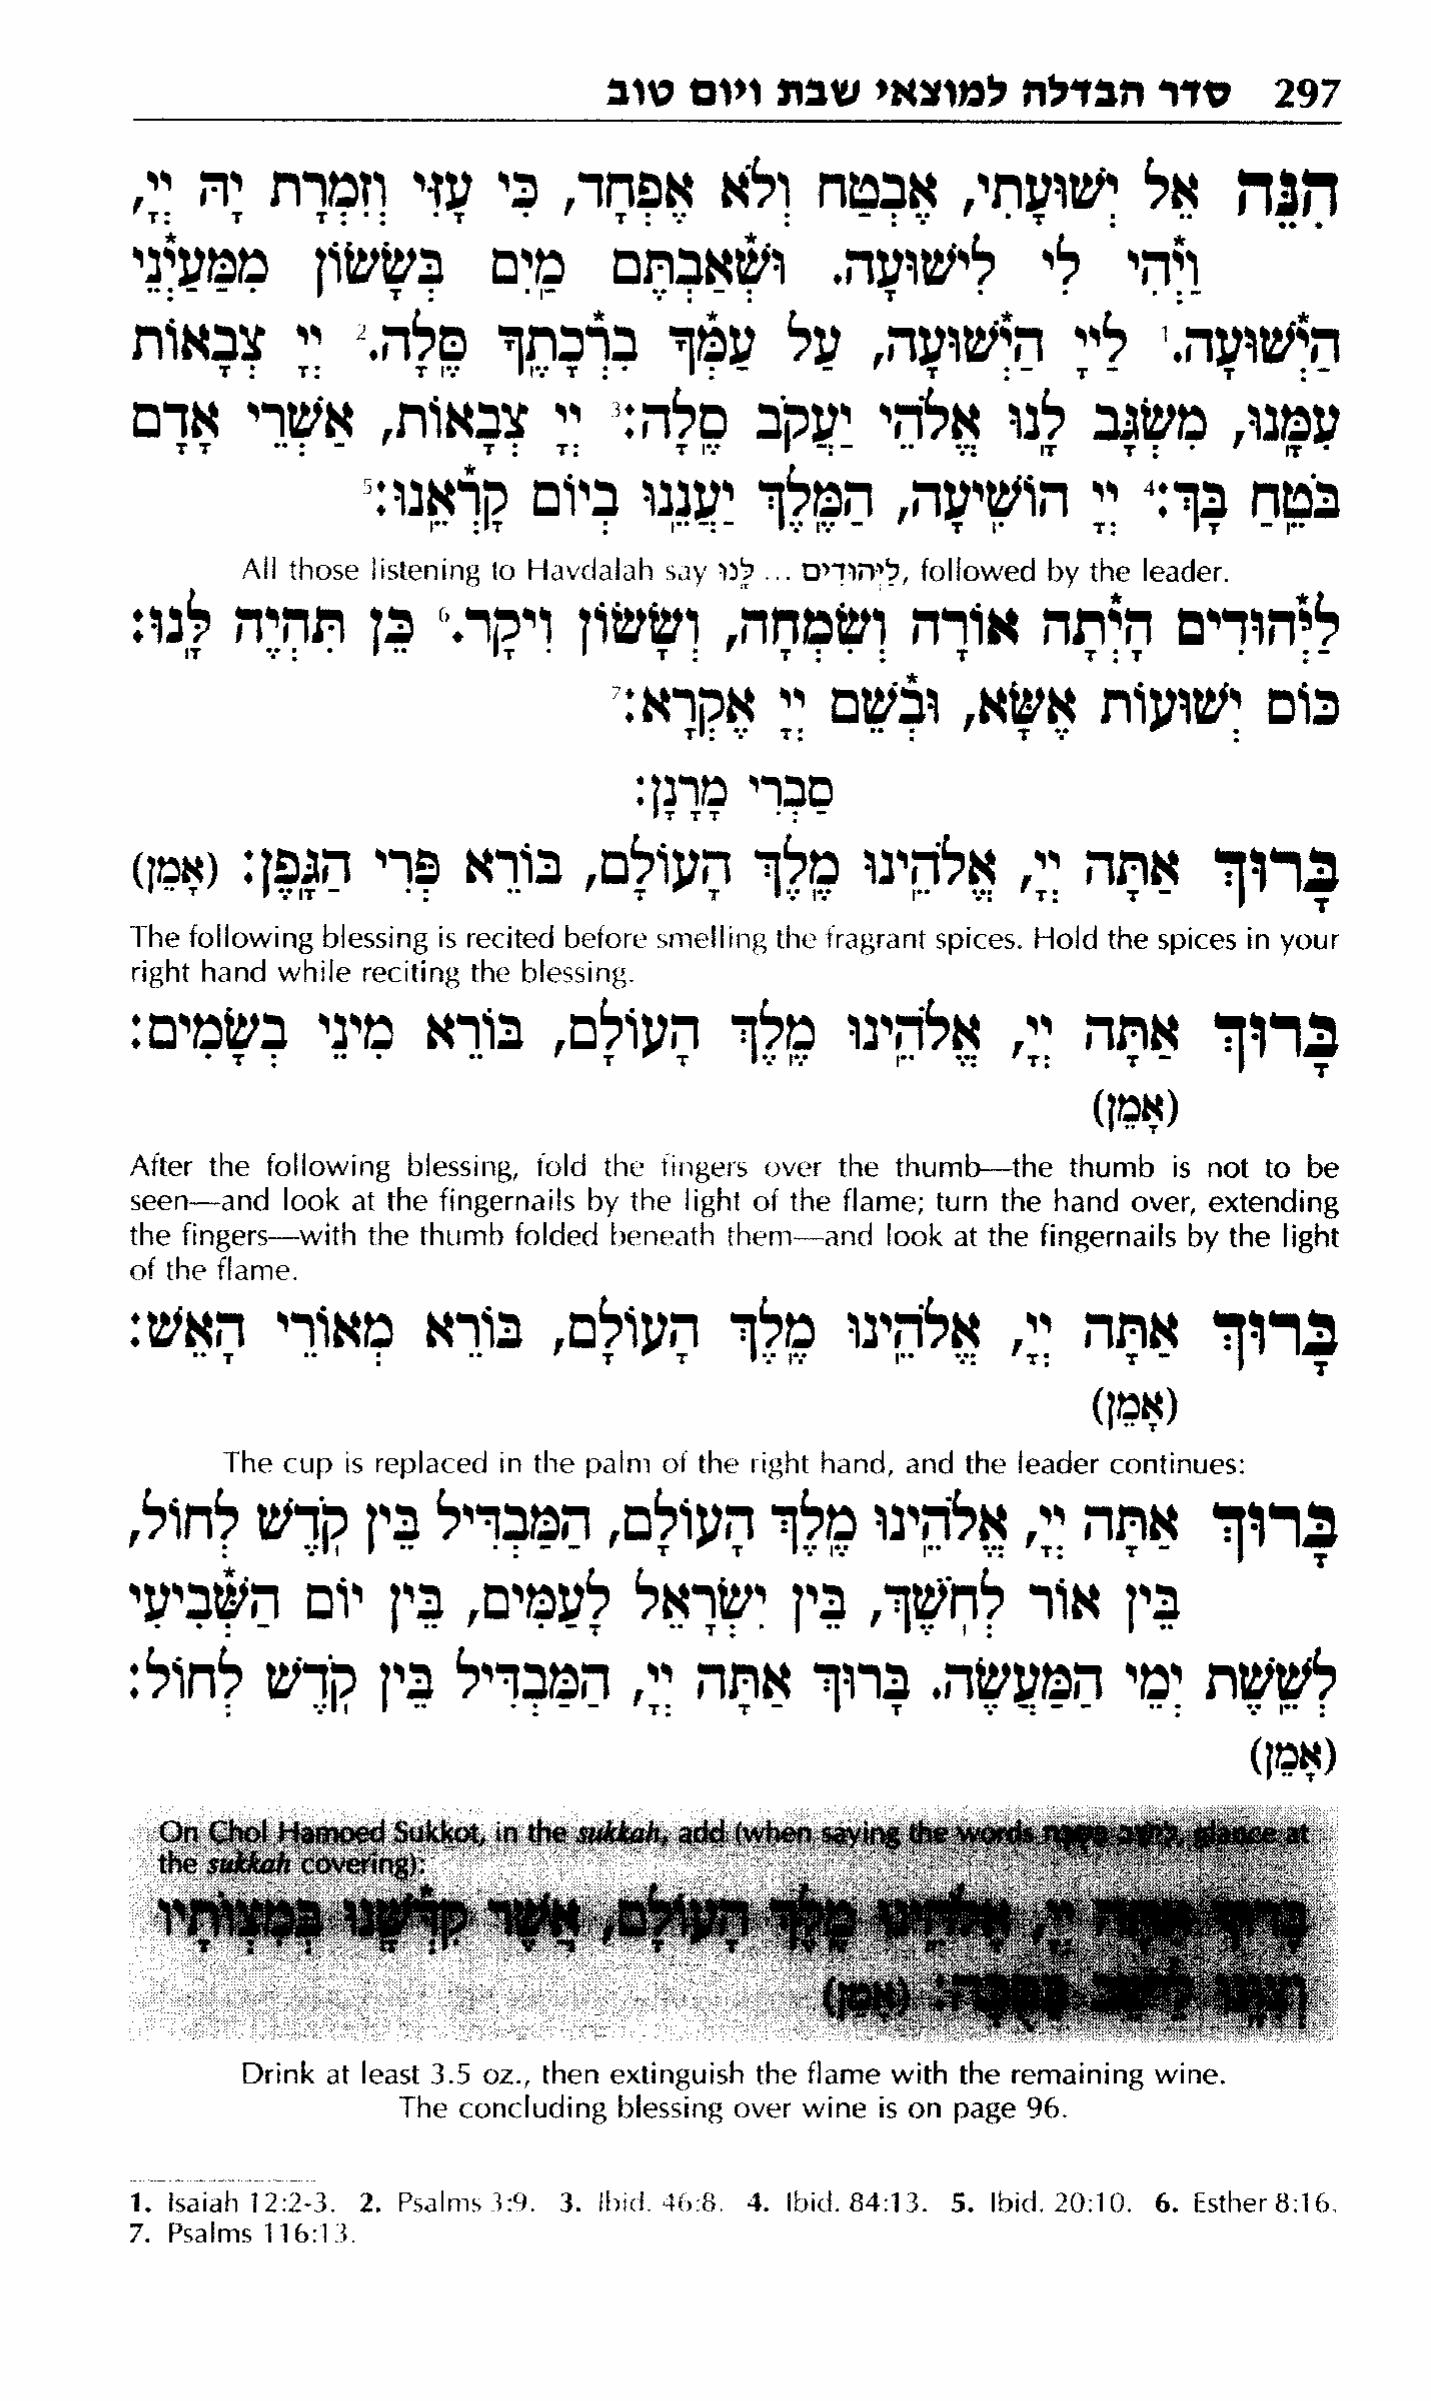 297 סדר הבדלה למוצאי שבת ויום טוב
הִנֵּה אֵל יְשׁוּעָתִי, אֶבְטַח וְלֹא אֶפְחָד, כִּי עָזִּי וְזִמְרָת יָהּ יְיָ,
וַיְ*הִי לִי לִישׁוּעָה. וּשְׁ*אַבְתֶּם מַיִם בְּשָׂשׂוֹן מִמַּעַיְ*נֵי
הַיְ*שׁוּעָה.¹ לַייָ הַיְ*שׁוּעָה, עַל עַמְּ*ךָ בִרְ*כָתֶךָ סֶּלָה.² יְיָ צְבָאוֹת
עִמָּנוּ, מִשְׂגָּב לָנוּ אֱלֹהֵי יַעֲקֹב סֶלָה:³ יְיָ צְבָאוֹת, אַשְׁרֵי אָדָם
בֹּטֵחַ בָּךְ:⁴ יְיָ הוֹשִׁיעָה, הַמֶּלֶךְ יַעֲנֵנוּ בְיוֹם קָרְ*אֵנוּ:⁵
All those listening to Havdalah say לַיְּהוּדִים ... לָּנוּ, followed by the leader.
לַיְּ*הוּדִים הָיְ*תָה אוֹרָה וְשִׂמְחָה, וְשָׂשׂוֹן וִיקָר.⁶ כֵּן תִּהְיֶה לָּנוּ:
כּוֹס יְשׁוּעוֹת אֶשָּׂא, וּבְ*שֵׁם יְיָ אֶקְרָא:⁷
סַבְרִי מָרָנָן:
בָּרוּךְ אַתָּה יְיָ, אֱלֹהֵינוּ מֶלֶךְ הָעוֹלָם, בּוֹרֵא פְּרִי הַגָּפֶן: (אָמֵן)
The following blessing is recited before smelling the fragrant spices. Hold the spices in your
right hand while reciting the blessing.
בָּרוּךְ אַתָּה יְיָ, אֱלֹהֵינוּ מֶלֶךְ הָעוֹלָם, בּוֹרֵא מִינֵי בְשָׂמִים:
(אָמֵן)
After the following blessing, fold the fingers over the thumb—the thumb is not to be
seen—and look at the fingernails by the light of the flame; turn the hand over, extending
the fingers—with the thumb folded beneath them—and look at the fingernails by the light
of the flame.
בָּרוּךְ אַתָּה יְיָ, אֱלֹהֵינוּ מֶלֶךְ הָעוֹלָם, בּוֹרֵא מְאוֹרֵי הָאֵשׁ:
(אָמֵן)
The cup is replaced in the palm of the right hand, and the leader continues:
בָּרוּךְ אַתָּה יְיָ, אֱלֹהֵינוּ מֶלֶךְ הָעוֹלָם, הַמַּבְדִּיל בֵּין קֹדֶשׁ לְחוֹל,
בֵּין אוֹר לְחֹשֶׁךְ, בֵּין יִשְׂרָאֵל לָעַמִּים, בֵּין יוֹם הַשְּׁ*בִיעִי
לְשֵׁשֶׁת יְמֵי הַמַּעֲשֶׂה. בָּרוּךְ אַתָּה יְיָ, הַמַּבְדִּיל בֵּין קֹדֶשׁ לְחוֹל:
(אָמֵן)
On Chol Hamoed Sukkot, in the sukkah, add (when saying the words לֵישֵׁב בַּסֻּכָּה, glance at
the sukkah covering):
בָּרוּךְ אַתָּה יְיָ, אֱלֹהֵינוּ מֶלֶךְ הָעוֹלָם, אֲשֶׁר קִדְּ*שָׁנוּ בְּמִצְוֹתָיו
וְצִוָּנוּ לֵישֵׁב בַּסֻּכָּה: (אָמֵן)
Drink at least 3.5 oz., then extinguish the flame with the remaining wine.
The concluding blessing over wine is on page 96.
1. Isaiah 12:2-3. 2. Psalms 3:9. 3. Ibid. 46:8. 4. Ibid. 84:13. 5. Ibid. 20:10. 6. Esther 8:16.
7. Psalms 116:13.